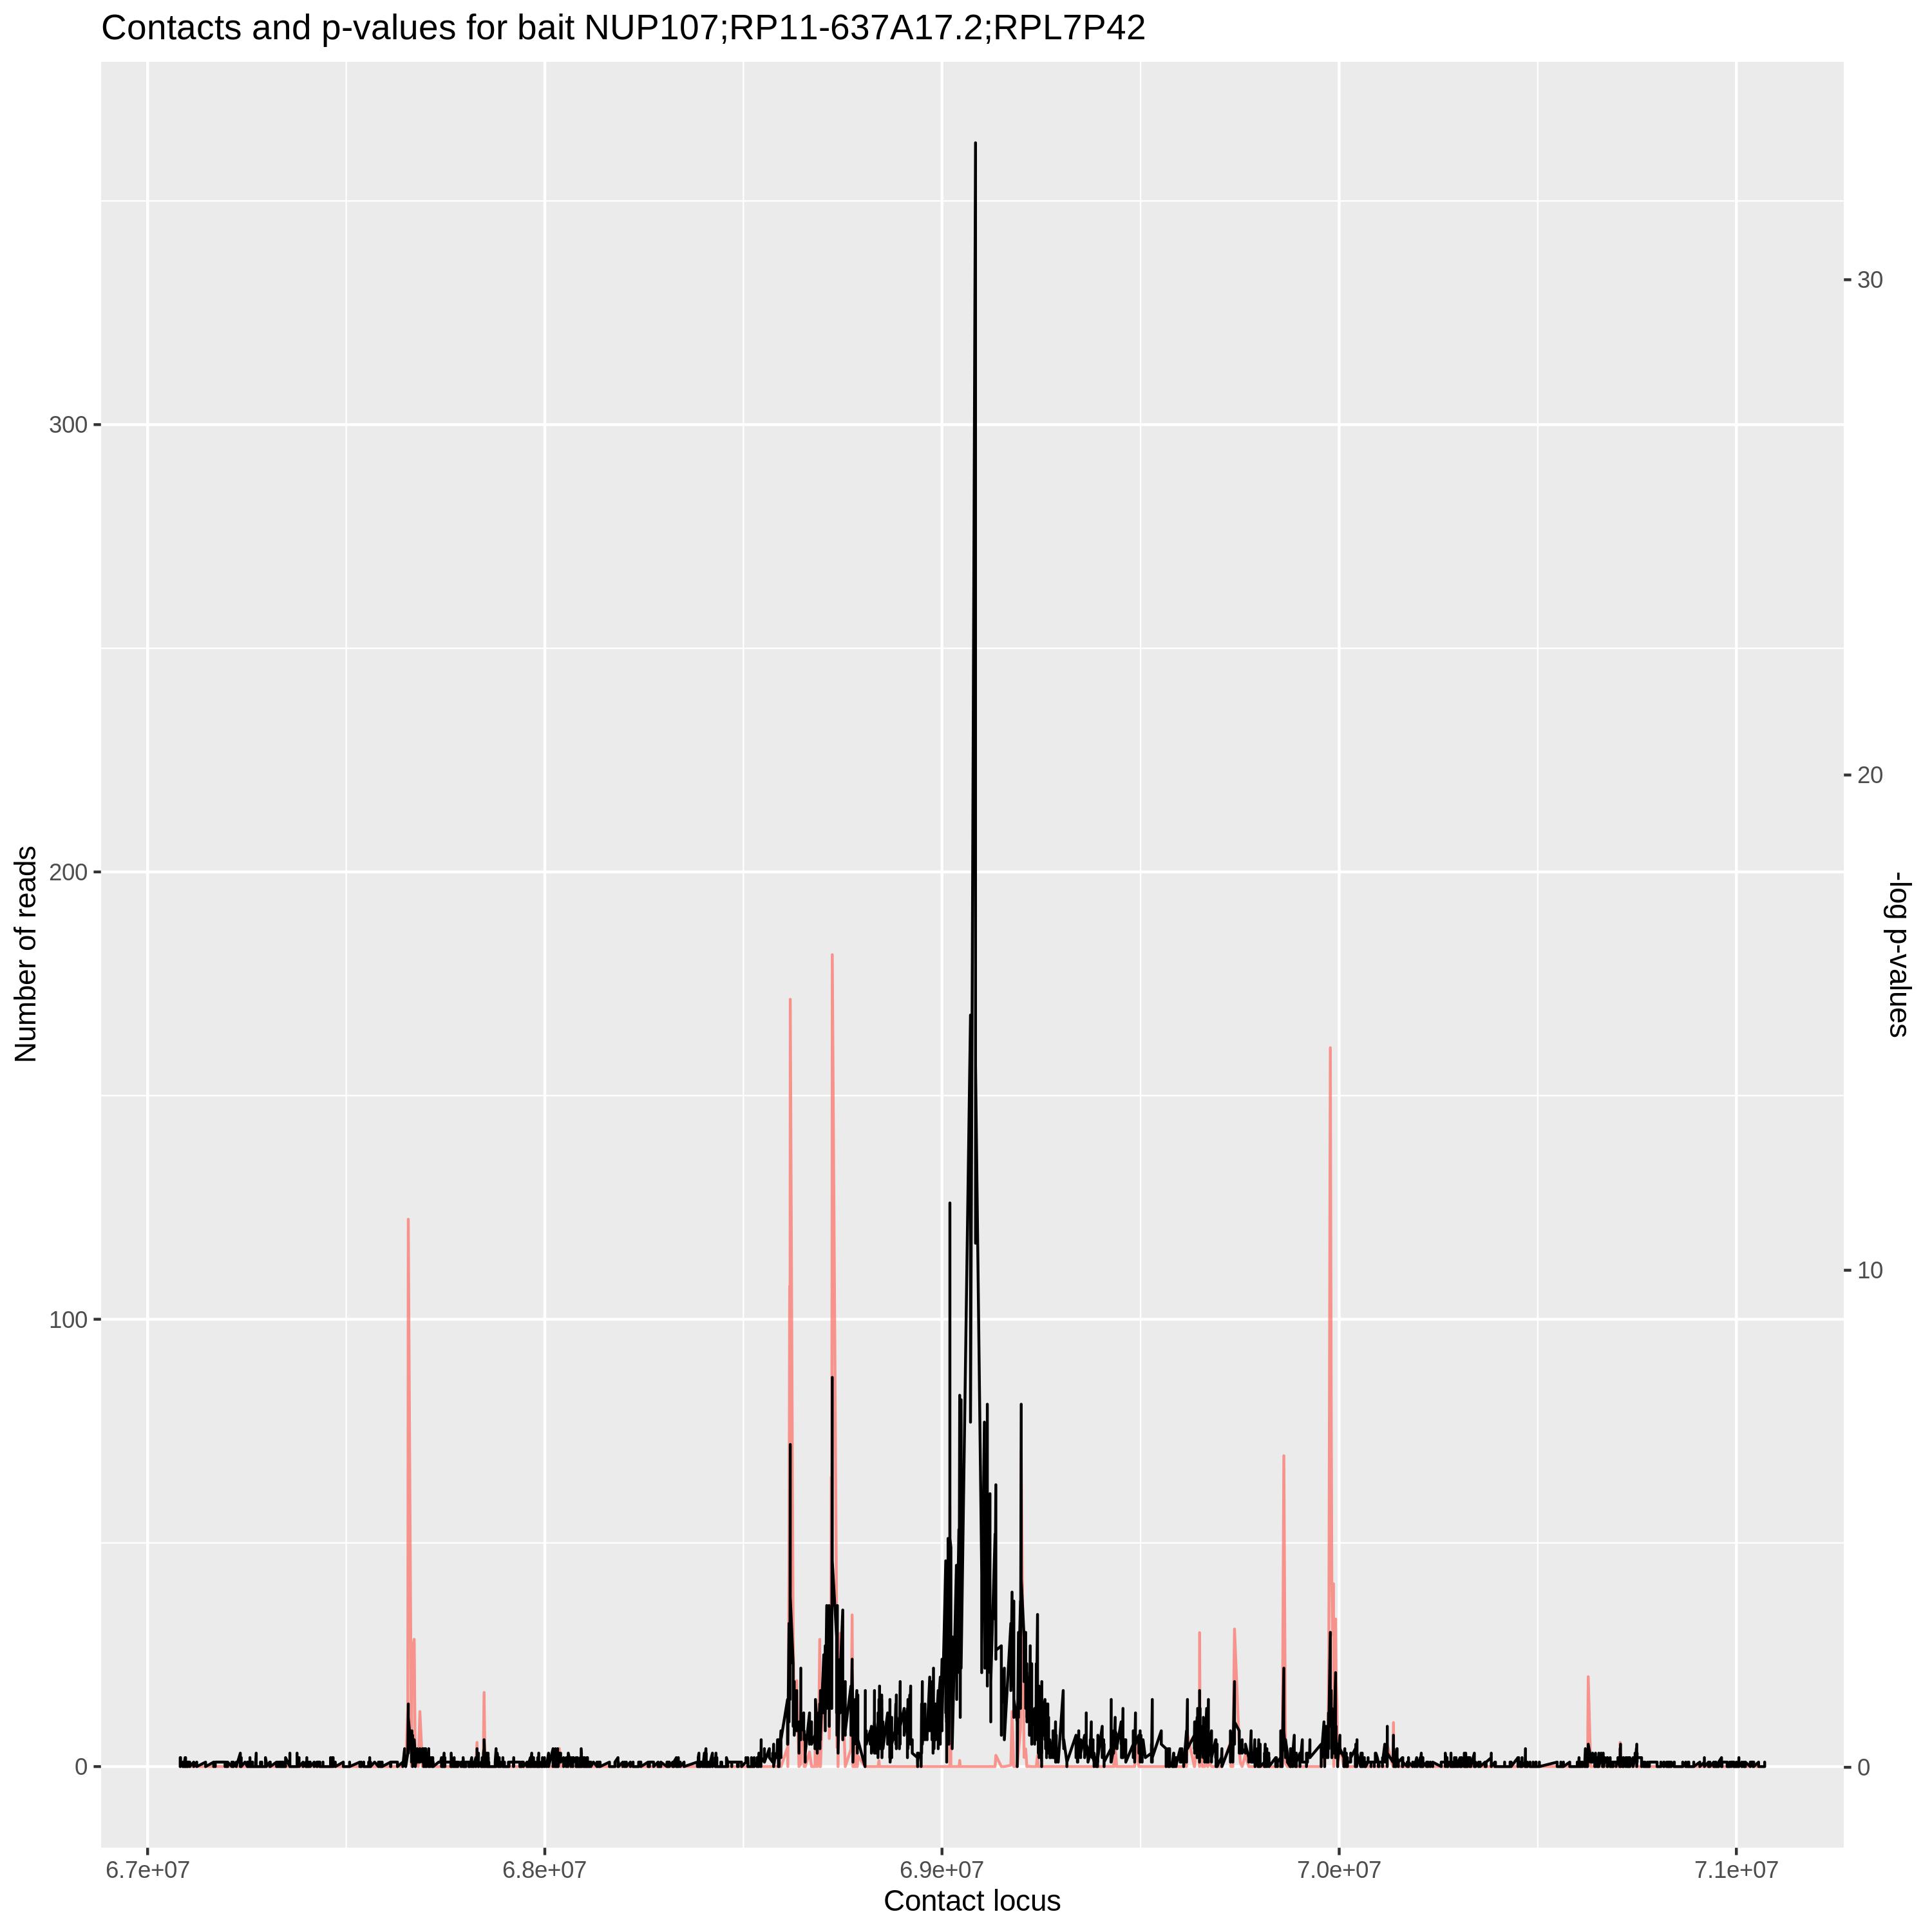 Contacts and p-values for bait NUP107;RP11-637A17.2;RPL7P42
30
300
20
200
Number of reads
-log p-values
10
100
0
0
6.7e+07 6.8e+07 6.9e+07 7.0e+07 7.1e+07
Contact locus